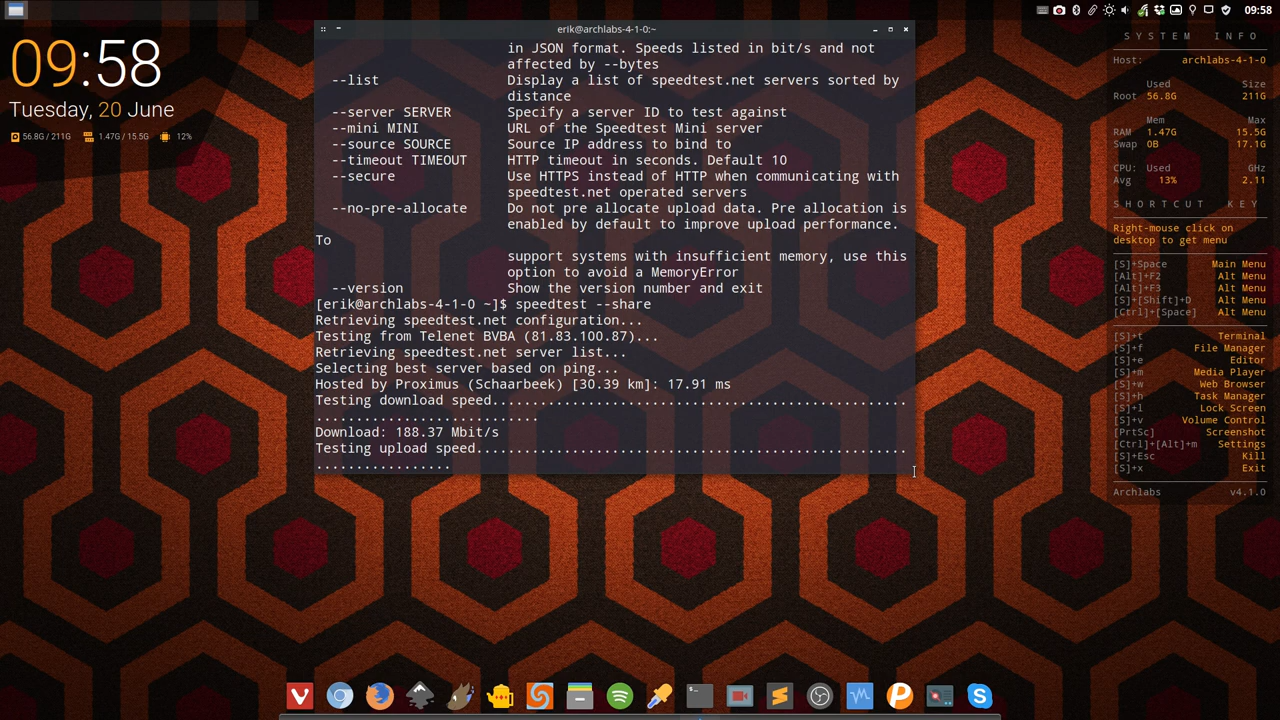 09:58
09:58
Tuesday, 20 June
56.8G / 211G
1.47G / 15.5G
12%
erik@archlabs-4-1-0:~
in JSON format. Speeds listed in bit/s and not
affected by --bytes
--list Display a list of speedtest.net servers sorted by
distance
--server SERVER Specify a server ID to test against
--mini MINI URL of the Speedtest Mini server
--source SOURCE Source IP address to bind to
--timeout TIMEOUT HTTP timeout in seconds. Default 10
--secure Use HTTPS instead of HTTP when communicating with
speedtest.net operated servers
--no-pre-allocate Do not pre allocate upload data. Pre allocation is
enabled by default to improve upload performance.
To
support systems with insufficient memory, use this
option to avoid a MemoryError
--version Show the version number and exit
[erik@archlabs-4-1-0 ~]$ speedtest --share
Retrieving speedtest.net configuration...
Testing from Telenet BVBA (81.83.100.87)...
Retrieving speedtest.net server list...
Selecting best server based on ping...
Hosted by Proximus (Schaarbeek) [30.39 km]: 17.91 ms
Testing download speed....................................................
............................
Download: 188.37 Mbit/s
Testing upload speed......................................................
.................
SYSTEM INFO
Host: archlabs-4-1-0
Used Size
Root 56.8G 211G
Mem Max
RAM 1.47G 15.5G
Swap 0B 17.1G
CPU: Used GHz
Avg 13% 2.11
SHORTCUT KEY
Right-mouse click on
desktop to get menu
[S]+Space Main Menu
[Alt]+F2 Alt Menu
[Alt]+F3 Alt Menu
[S]+[Shift]+D Alt Menu
[Ctrl]+[Space] Alt Menu
[S]+t Terminal
[S]+f File Manager
[S]+e Editor
[S]+m Media Player
[S]+w Web Browser
[S]+h Task Manager
[S]+l Lock Screen
[S]+v Volume Control
[PrtSc] Screenshot
[Ctrl]+[Alt]+m Settings
[S]+Esc Kill
[S]+x Exit
Archlabs v4.1.0